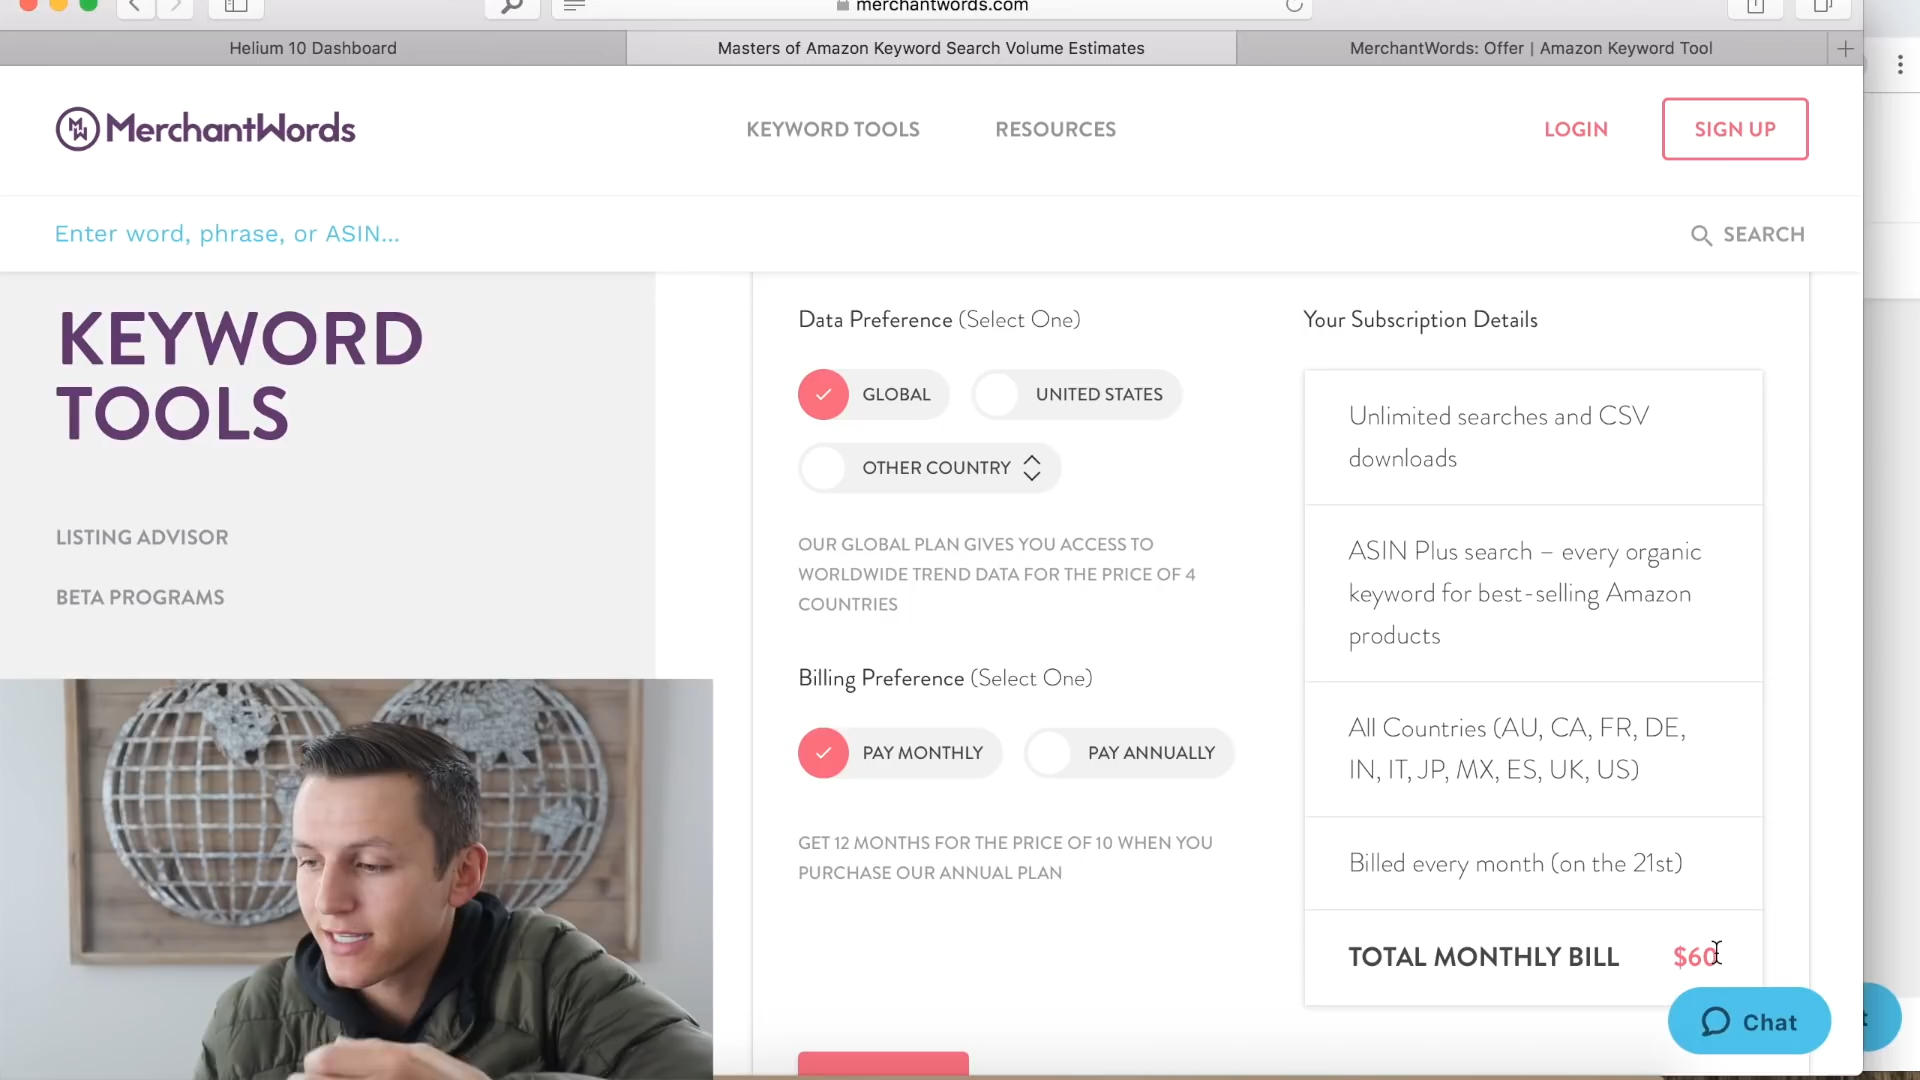 merchantwords.com
Helium 10 Dashboard
Masters of Amazon Keyword Search Volume Estimates
MerchantWords: Offer | Amazon Keyword Tool
MerchantWords
KEYWORD TOOLS
RESOURCES
LOGIN
SIGN UP
Enter word, phrase, or ASIN...
SEARCH
KEYWORD
TOOLS
LISTING ADVISOR
BETA PROGRAMS
Data Preference (Select One)
GLOBAL
UNITED STATES
OTHER COUNTRY
OUR GLOBAL PLAN GIVES YOU ACCESS TO
WORLDWIDE TREND DATA FOR THE PRICE OF 4
COUNTRIES
Billing Preference (Select One)
PAY MONTHLY
PAY ANNUALLY
GET 12 MONTHS FOR THE PRICE OF 10 WHEN YOU
PURCHASE OUR ANNUAL PLAN
Your Subscription Details
Unlimited searches and CSV
downloads
ASIN Plus search – every organic
keyword for best-selling Amazon
products
All Countries (AU, CA, FR, DE,
IN, IT, JP, MX, ES, UK, US)
Billed every month (on the 21st)
TOTAL MONTHLY BILL $60
Chat